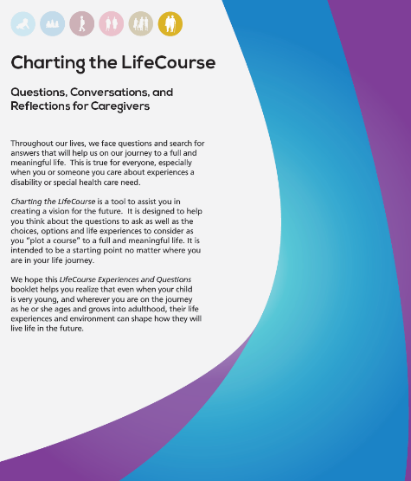 Charting the LifeCourse
Questions, Conversations, and
Reflections for Caregivers
Throughout our lives, we face questions and search for
answers that will help us on our journey to a full and
meaningful life. This is true for everyone, especially
when you or someone you care about experiences a
disability or special health care need.
Charting the LifeCourse is a tool to assist you in
creating a vision for the future. It is designed to help
you think about the questions to ask as well as the
choices, options and life experiences to consider as
you "plot a course" to a full and meaningful life. It is
intended to be a starting point no matter where you
are in your life journey.
We hope this LifeCourse Experiences and Questions
booklet helps you realize that even when your child
is very young, and wherever you are on the journey
as he or she ages and grows into adulthood, their life
experiences and environment can shape how they will
live life in the future.